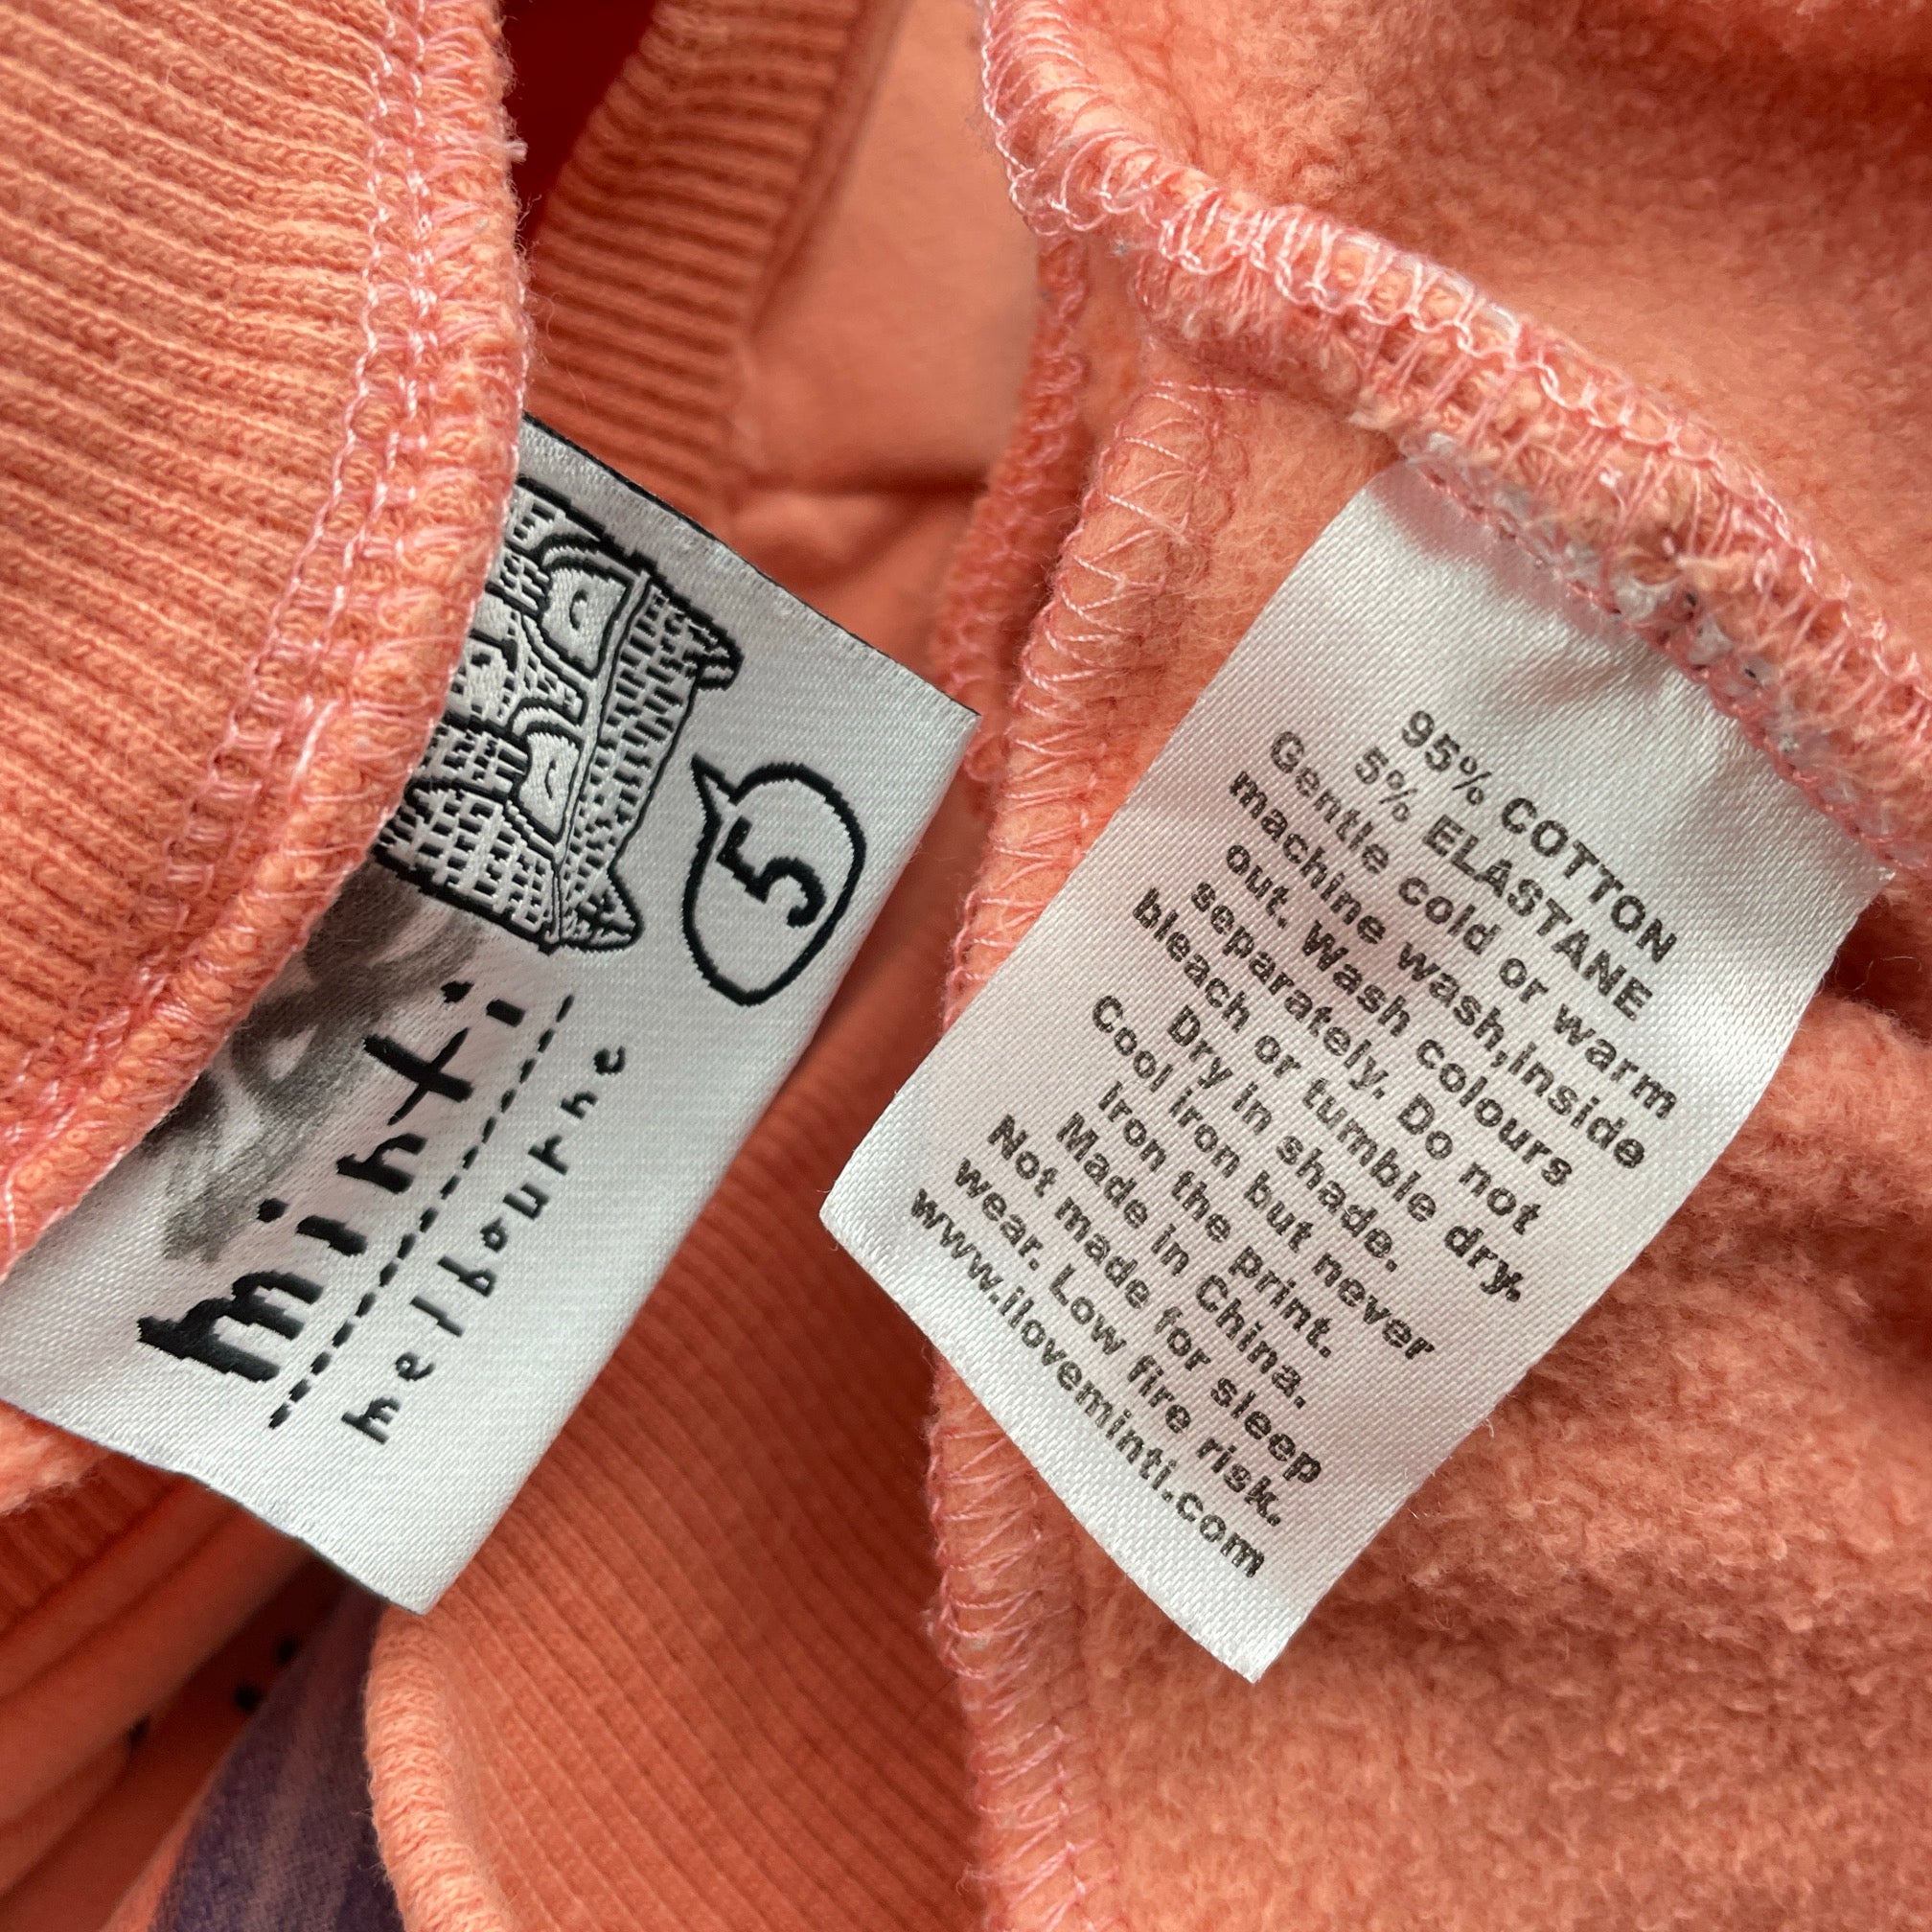 5
minti
melbourne
95% COTTON
5% ELASTANE
Gentle cold or warm
machine wash,inside
out. Wash colours
separately. Do not
bleach or tumble dry.
Dry in shade.
Cool iron but never
Iron the print.
Made in China.
Not made for sleep
wear. Low fire risk.
www.iloveminti.com